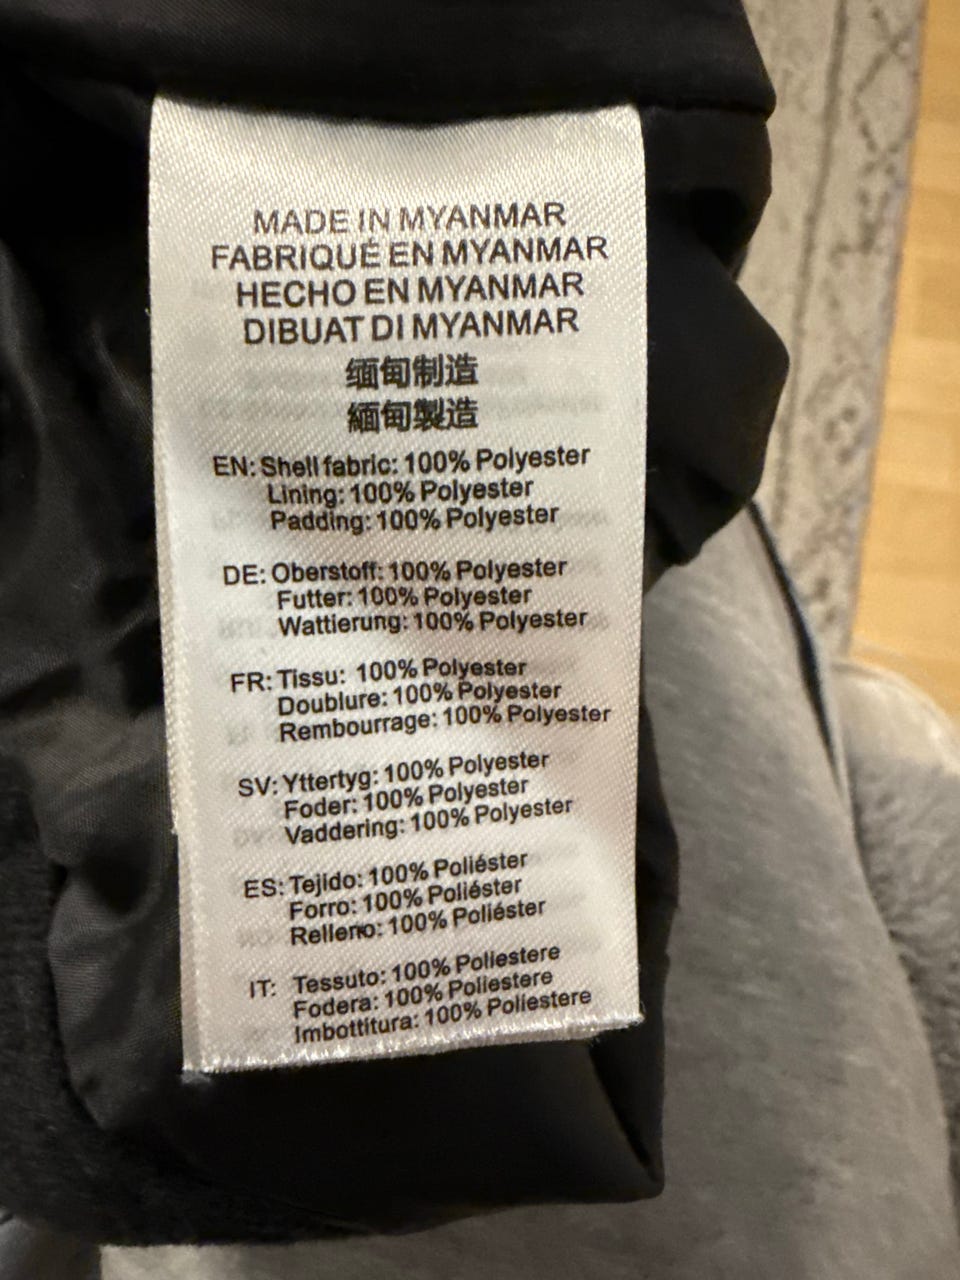 MADE IN MYANMAR
FABRIQUÉ EN MYANMAR
HECHO EN MYANMAR
DIBUAT DI MYANMAR
缅甸制造
緬甸製造
EN: Shell fabric: 100% Polyester
Lining: 100% Polyester
Padding: 100% Polyester
DE: Oberstoff: 100% Polyester
Futter: 100% Polyester
Wattierung: 100% Polyester
FR: Tissu: 100% Polyester
Doublure: 100% Polyester
Rembourrage: 100% Polyester
SV: Yttertyg: 100% Polyester
Foder: 100% Polyester
Vaddering: 100% Polyester
ES: Tejido: 100% Poliéster
Forro: 100% Poliéster
Relleno: 100% Poliéster
IT: Tessuto: 100% Poliestere
Fodera: 100% Poliestere
Imbottitura: 100% Poliestere